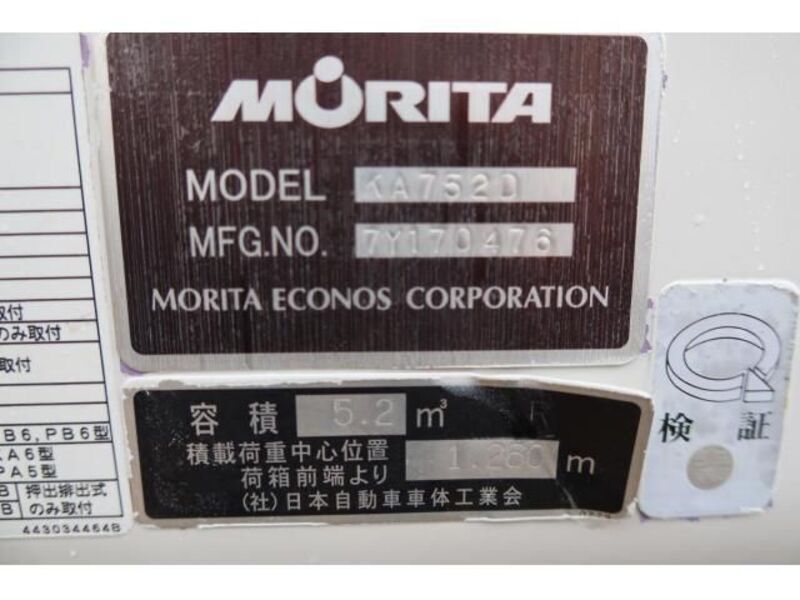 MORITA
MODEL KA752D
MFG.NO. 7Y170476
MORITA ECONOS CORPORATION
容積 5.2 m³
積載荷重中心位置
荷箱前端より 1.260 m
(社)日本自動車車体工業会
検 証
取付
のみ取付
取付
B6,PB6型
A6型
PA5型
B 押出排出式
B のみ取付
443034464B